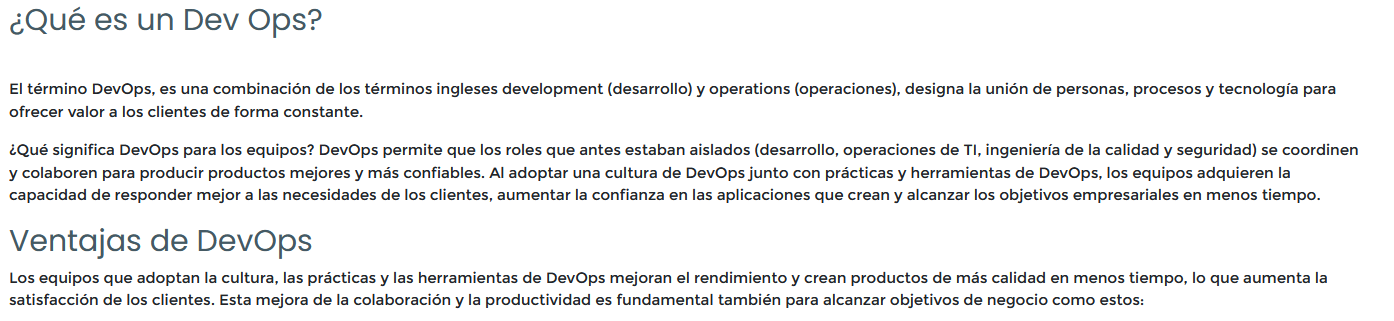 ¿Qué es un Dev Ops?
El término DevOps, es una combinación de los términos ingleses development (desarrollo) y operations (operaciones), designa la unión de personas, procesos y tecnología para
ofrecer valor a los clientes de forma constante.
¿Qué significa DevOps para los equipos? DevOps permite que los roles que antes estaban aislados (desarrollo, operaciones de TI, ingeniería de la calidad y seguridad) se coordinen
y colaboren para producir productos mejores y más confiables. Al adoptar una cultura de DevOps junto con prácticas y herramientas de DevOps, los equipos adquieren la
capacidad de responder mejor a las necesidades de los clientes, aumentar la confianza en las aplicaciones que crean y alcanzar los objetivos empresariales en menos tiempo.
Ventajas de DevOps
Los equipos que adoptan la cultura, las prácticas y las herramientas de DevOps mejoran el rendimiento y crean productos de más calidad en menos tiempo, lo que aumenta la
satisfacción de los clientes. Esta mejora de la colaboración y la productividad es fundamental también para alcanzar objetivos de negocio como estos: